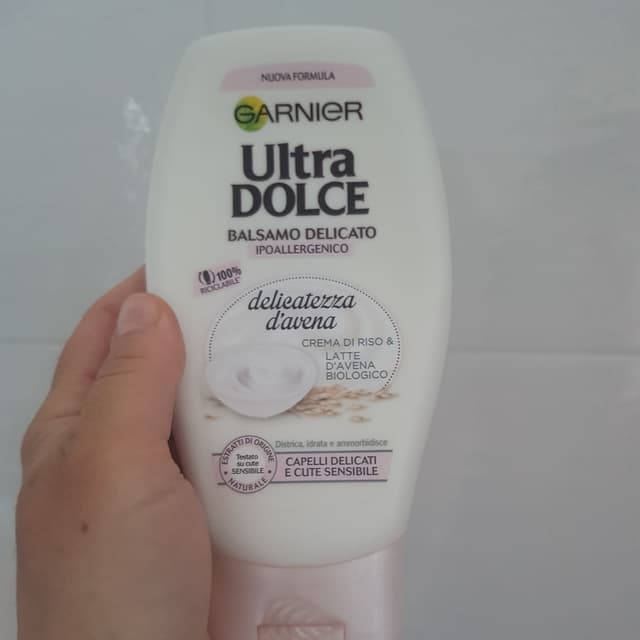 NUOVA FORMULA
GARNIER
Ultra
DOLCE
BALSAMO DELICATO
IPOALLERGENICO
100%
RICICLABILE*
delicatezza
d'avena
CREMA DI RISO &
LATTE
D'AVENA
BIOLOGICO
Districa, idrata e ammorbidisce
ESTRATTI DI ORIGINE
Testato
su cute
SENSIBILE
NATURALE
CAPELLI DELICATI
E CUTE SENSIBILE